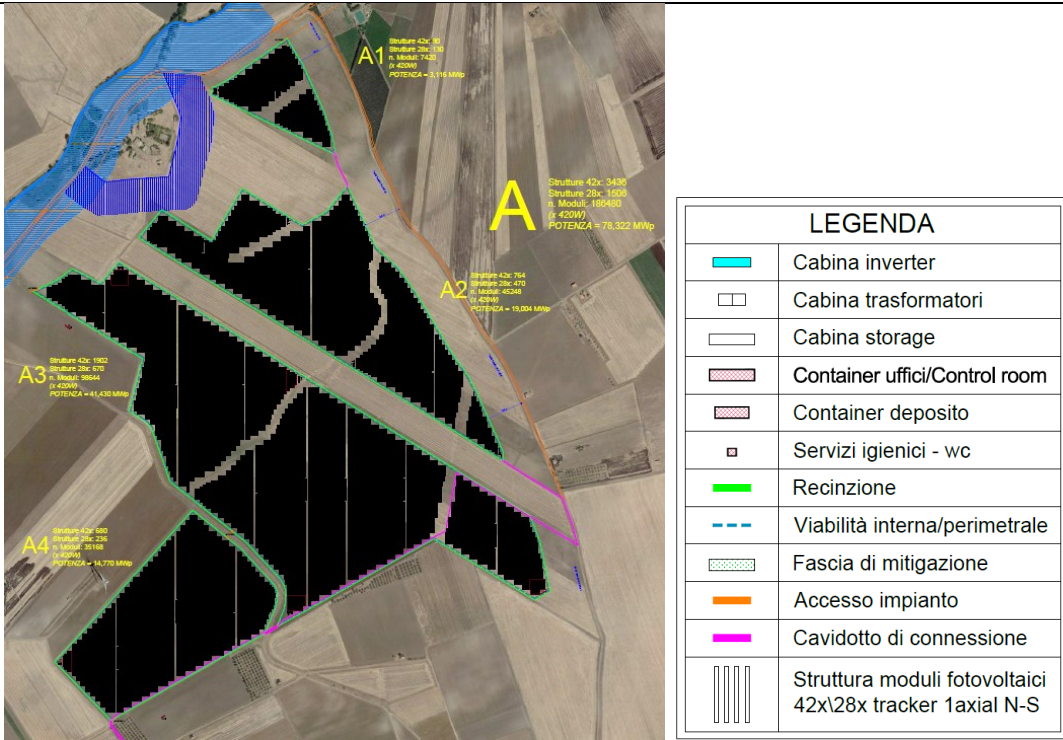 A1
Strutture 42x: 90
Strutture 28x: 130
n. Moduli: 7420
(x 420W)
POTENZA = 3,116 MWp
A
Strutture 42x: 3436
Strutture 28x: 1506
n. Moduli: 186480
(x 420W)
POTENZA = 78,322 MWp
A2
Strutture 42x: 764
Strutture 28x: 470
n. Moduli: 45248
(x 420W)
POTENZA = 19,004 MWp
A3
Strutture 42x: 1902
Strutture 28x: 670
n. Moduli: 98644
(x 420W)
POTENZA = 41,430 MWp
A4
Strutture 42x: 680
Strutture 28x: 236
n. Moduli: 35168
(x 420W)
POTENZA = 14,770 MWp
LEGENDA
Cabina inverter
Cabina trasformatori
Cabina storage
Container uffici/Control room
Container deposito
Servizi igienici - wc
Recinzione
Viabilità interna/perimetrale
Fascia di mitigazione
Accesso impianto
Cavidotto di connessione
Struttura moduli fotovoltaici
42x\28x tracker 1axial N-S